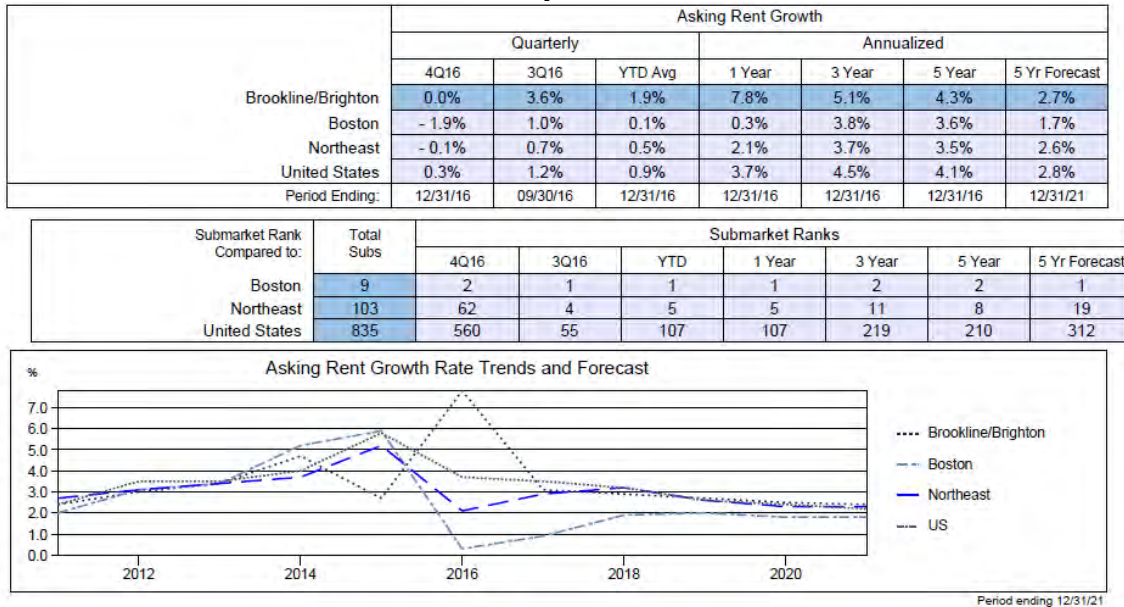 Asking Rent Growth
Quarterly Annualized
4Q16 3Q16 YTD Avg 1 Year 3 Year 5 Year 5 Yr Forecast
Brookline/Brighton 0.0% 3.6% 1.9% 7.8% 5.1% 4.3% 2.7%
Boston - 1.9% 1.0% 0.1% 0.3% 3.8% 3.6% 1.7%
Northeast - 0.1% 0.7% 0.5% 2.1% 3.7% 3.5% 2.6%
United States 0.3% 1.2% 0.9% 3.7% 4.5% 4.1% 2.8%
Period Ending: 12/31/16 09/30/16 12/31/16 12/31/16 12/31/16 12/31/16 12/31/21
Submarket Rank Total Submarket Ranks
Compared to: Subs 4Q16 3Q16 YTD 1 Year 3 Year 5 Year 5 Yr Forecast
Boston 9 2 1 1 1 2 2 1
Northeast 103 62 4 5 5 11 8 19
United States 835 560 55 107 107 219 210 312
Asking Rent Growth Rate Trends and Forecast
%
7.0
6.0
5.0
4.0
3.0
2.0
1.0
0.0
2012 2014 2016 2018 2020
Brookline/Brighton
Boston
Northeast
US
Period ending 12/31/21